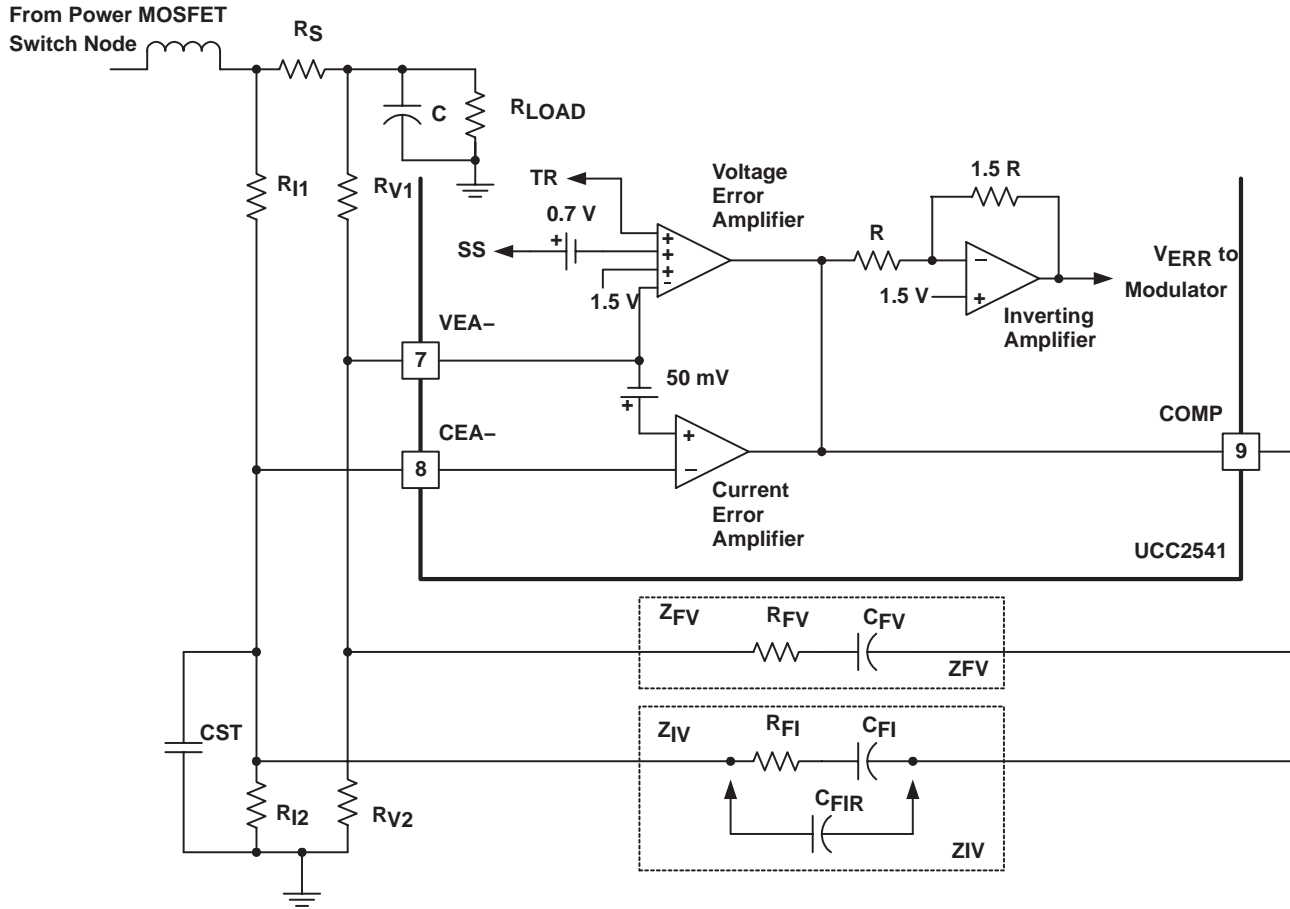 From Power MOSFET
Switch Node
RS
C
RLOAD
RI1
RV1
TR
0.7 V
+
SS
+
+
+
-
1.5 V
Voltage
Error
Amplifier
1.5 R
R
−
+
1.5 V
VERR to
Modulator
Inverting
Amplifier
VEA−
7
50 mV
+
CEA−
8
+
−
Current
Error
Amplifier
COMP
9
UCC2541
ZFV
RFV
CFV
ZFV
CST
ZIV
RFI
CFI
CFIR
ZIV
RI2
RV2